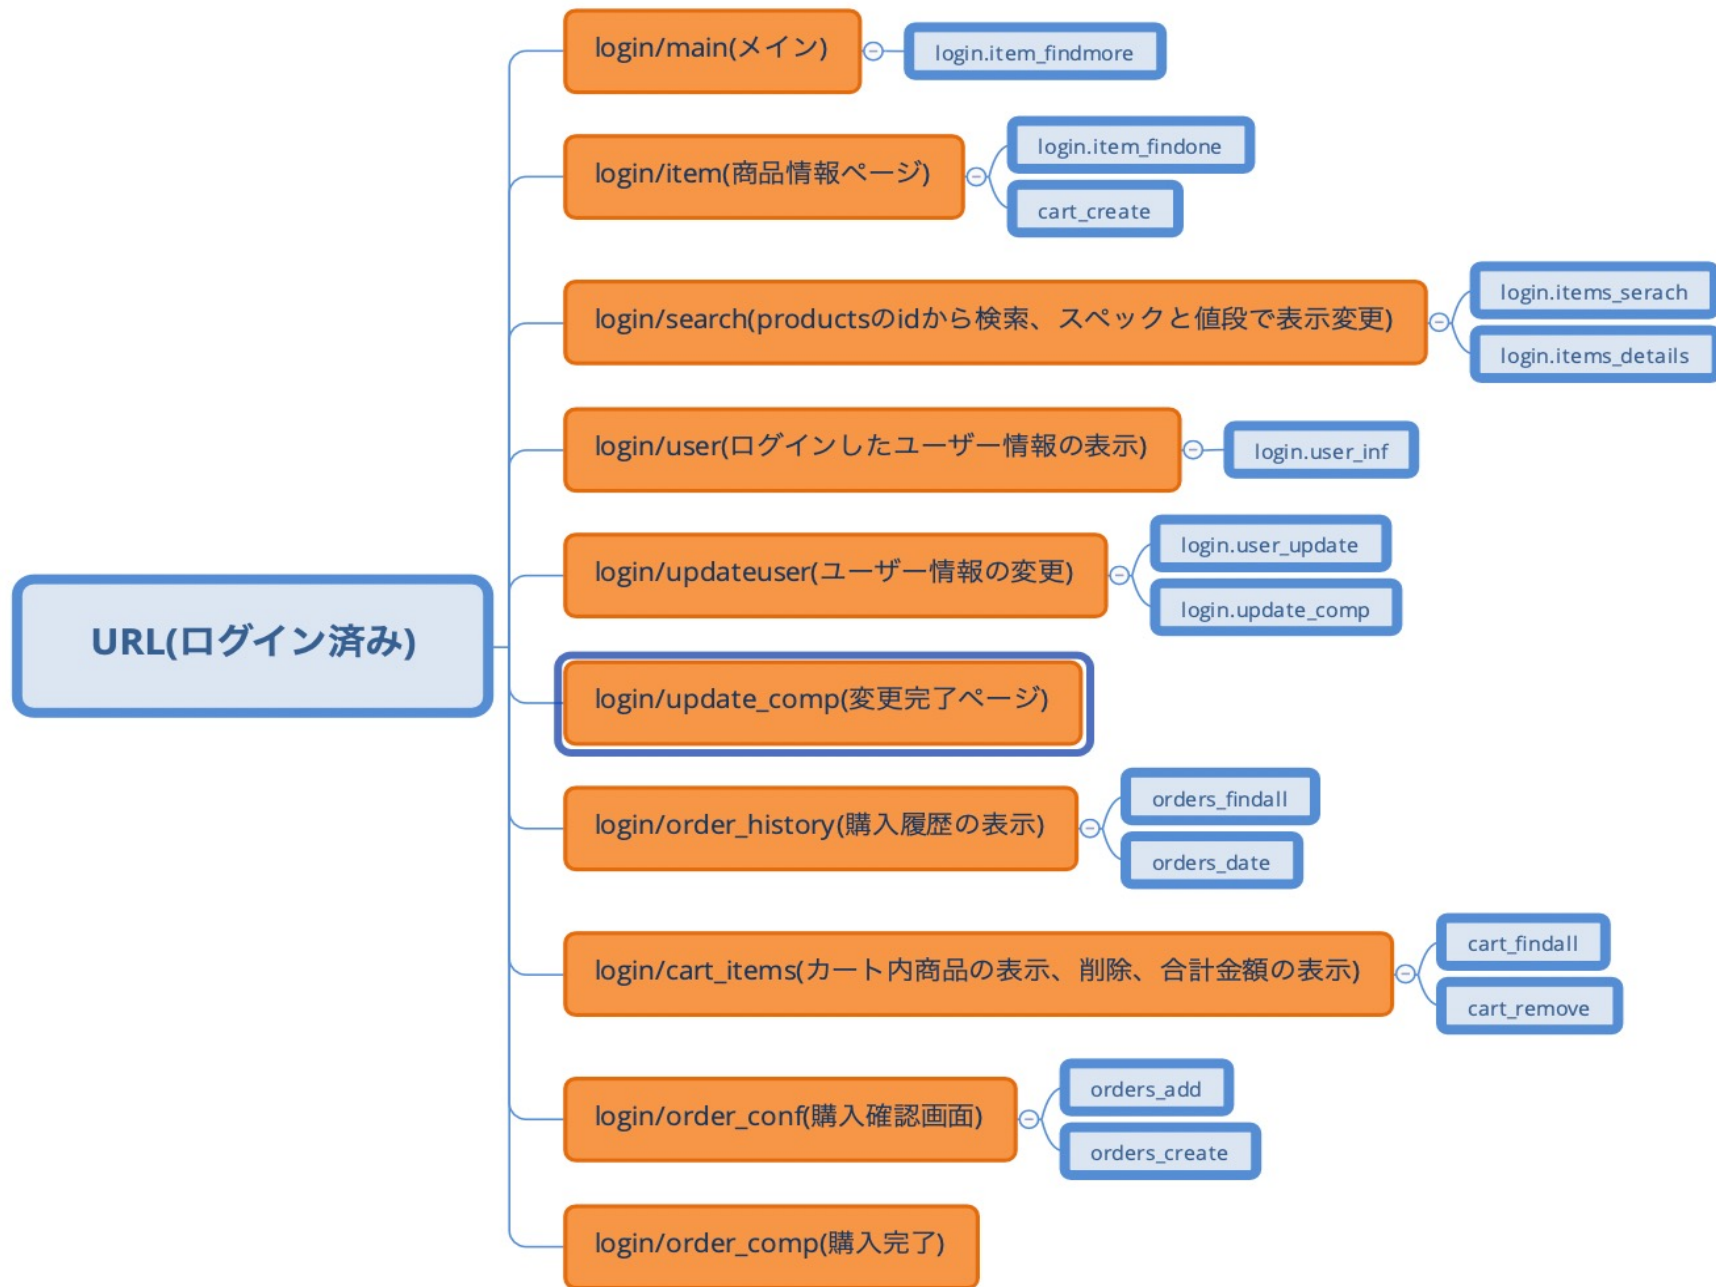 URL(ログイン済み)
login/main(メイン)
login.item_findmore
login/item(商品情報ページ)
login.item_findone
cart_create
login/search(productsのidから検索、スペックと値段で表示変更)
login.items_serach
login.items_details
login/user(ログインしたユーザー情報の表示)
login.user_inf
login/updateuser(ユーザー情報の変更)
login.user_update
login.update_comp
login/update_comp(変更完了ページ)
login/order_history(購入履歴の表示)
orders_findall
orders_date
login/cart_items(カート内商品の表示、削除、合計金額の表示)
cart_findall
cart_remove
login/order_conf(購入確認画面)
orders_add
orders_create
login/order_comp(購入完了)